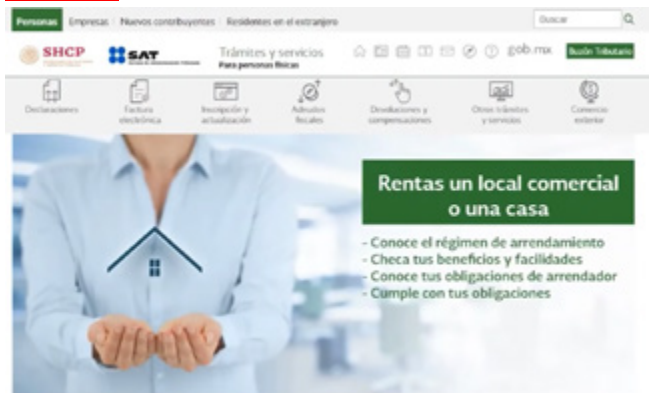 Personas Empresas Nuevos contribuyentes Residentes en el extranjero Buscar
SHCP SAT Trámites y servicios gob.mx Buzón Tributario
Para personas físicas
Declaraciones Factura electrónica Inscripción y actualización Adeudos fiscales Devoluciones y compensaciones Otros trámites y servicios Comercio exterior
Rentas un local comercial
o una casa
- Conoce el régimen de arrendamiento
- Checa tus beneficios y facilidades
- Conoce tus obligaciones de arrendador
- Cumple con tus obligaciones